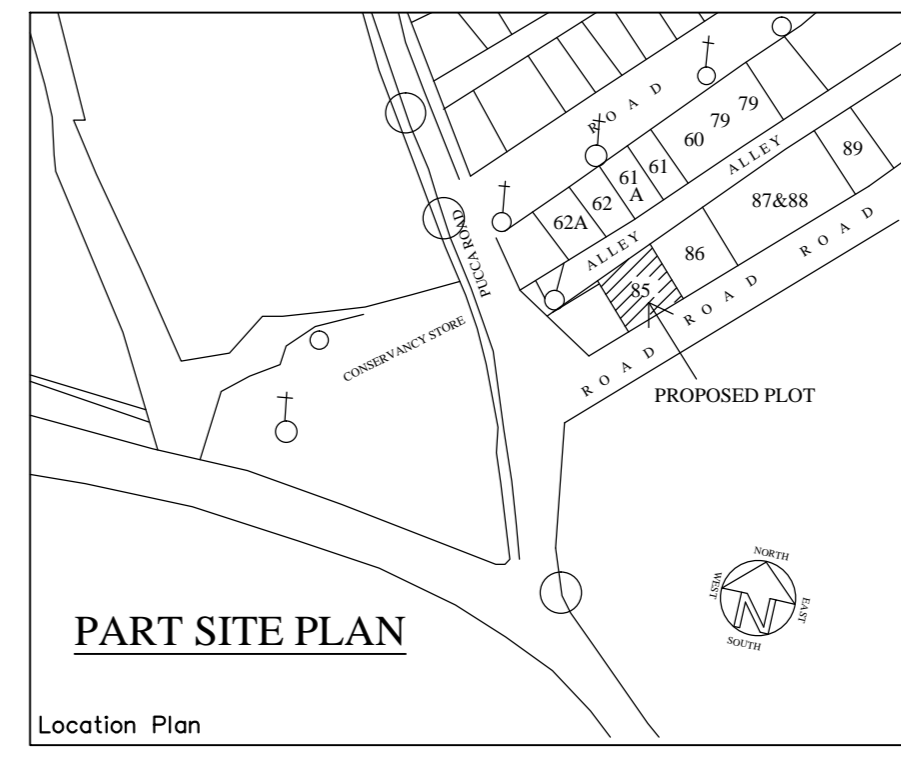 ROAD
79
79
60
61
61
A
62
62A
ALLEY
89
87&88
86
ALLEY
85
ROAD
ROAD
ROAD
PUCCA ROAD
CONSERVANCY STORE
PROPOSED PLOT
NORTH
WEST
EAST
N
SOUTH
PART SITE PLAN
Location Plan